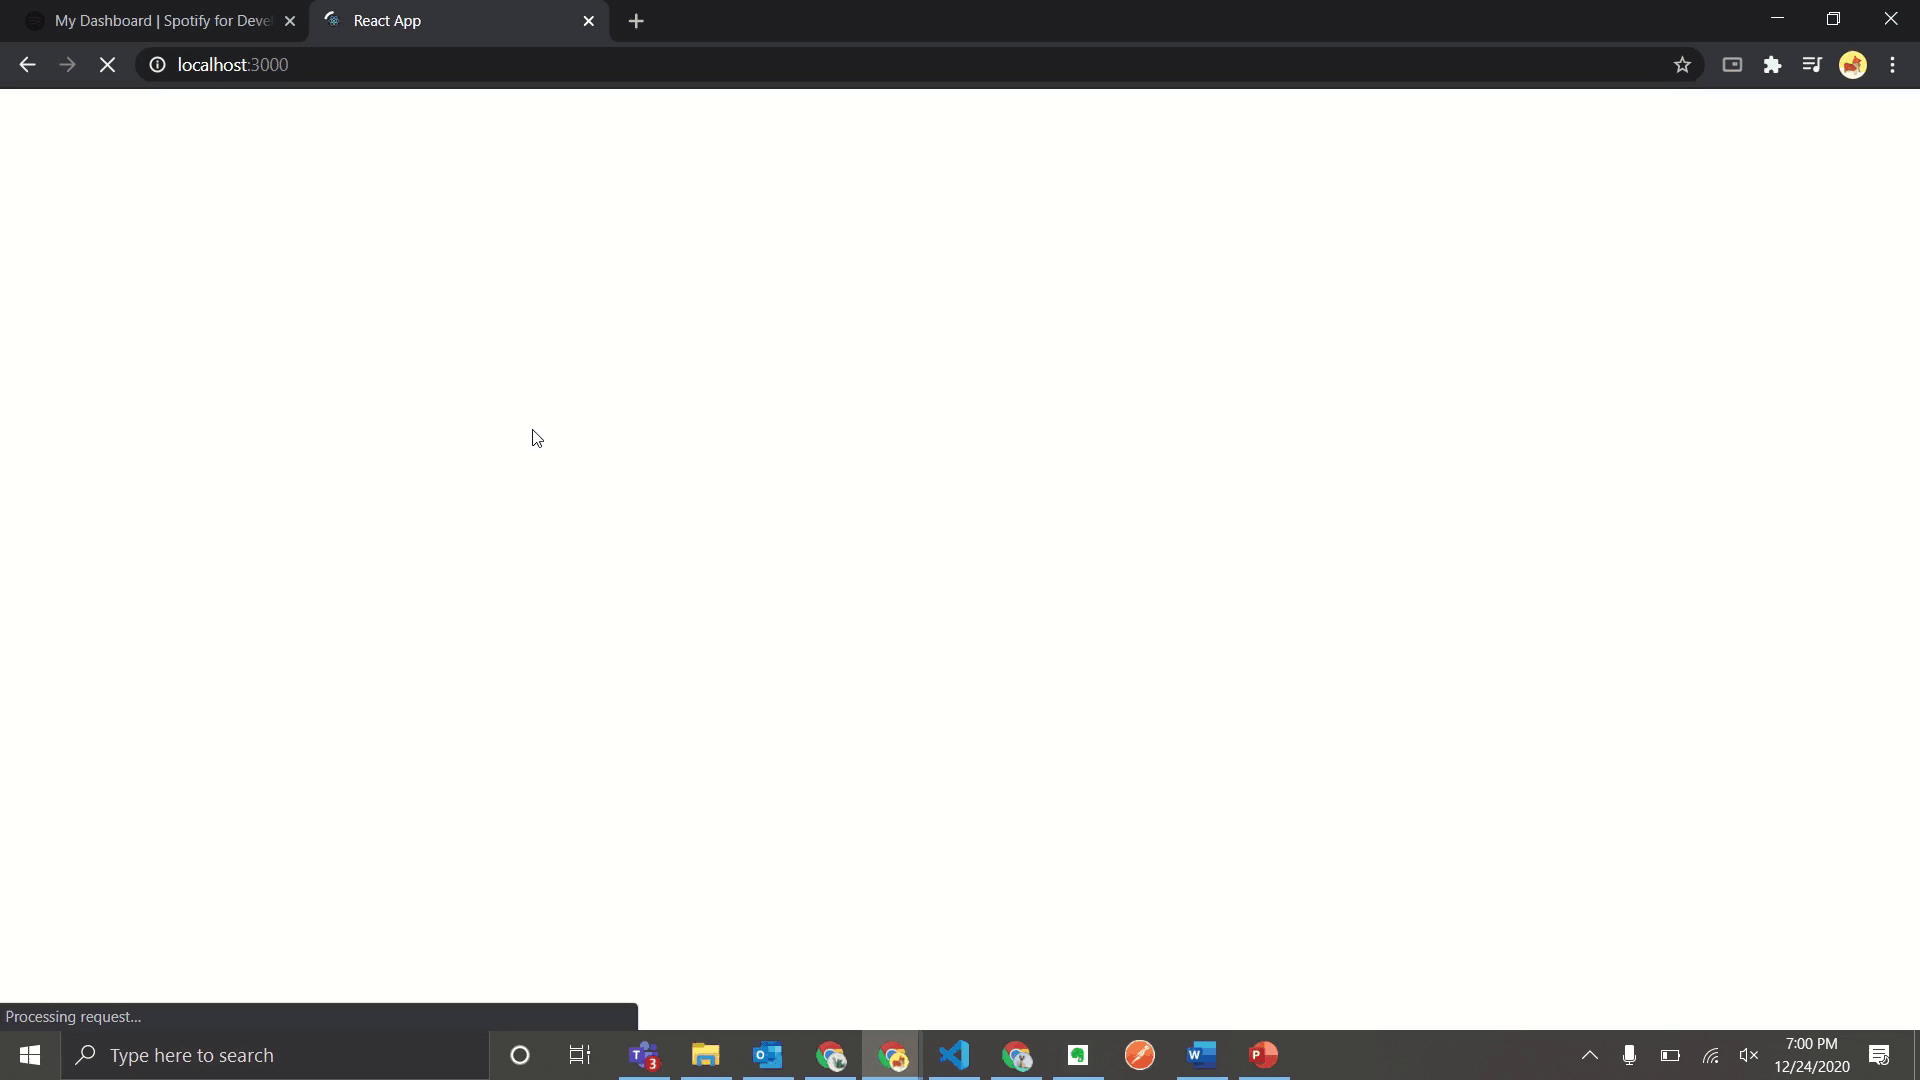 My Dashboard | Spotify for Deve
React App
localhost:3000
Processing request...
Type here to search
T
3
O
W
P
7:00 PM
12/24/2020